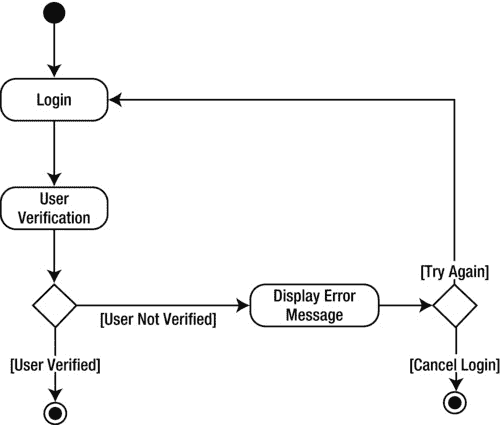 Login
User
Verification
[Try Again]
Display Error
Message
[User Not Verified]
[User Verified]
[Cancel Login]